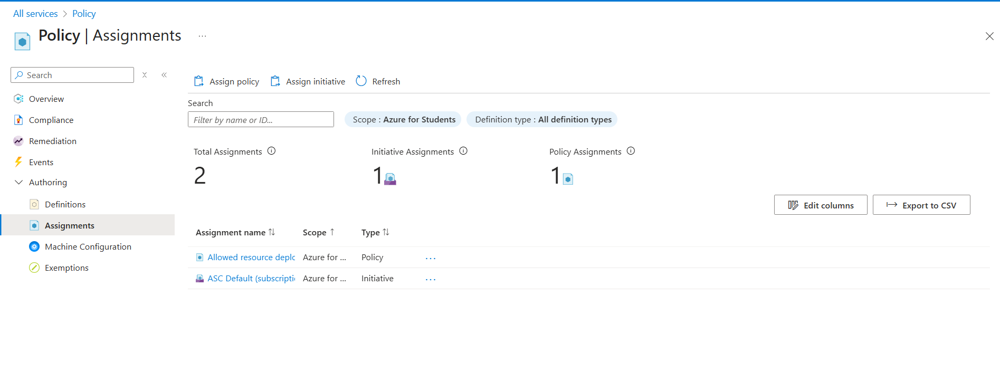 All services > Policy
Policy | Assignments ...
Search
Overview
Compliance
Remediation
Events
Authoring
Definitions
Assignments
Machine Configuration
Exemptions
Assign policy Assign initiative Refresh
Search
Filter by name or ID... Scope : Azure for Students Definition type : All definition types
Total Assignments Initiative Assignments Policy Assignments
2 1 1
Edit columns Export to CSV
Assignment name Scope Type
Allowed resource deplo Azure for ... Policy ...
ASC Default (subscriptio Azure for ... Initiative ...